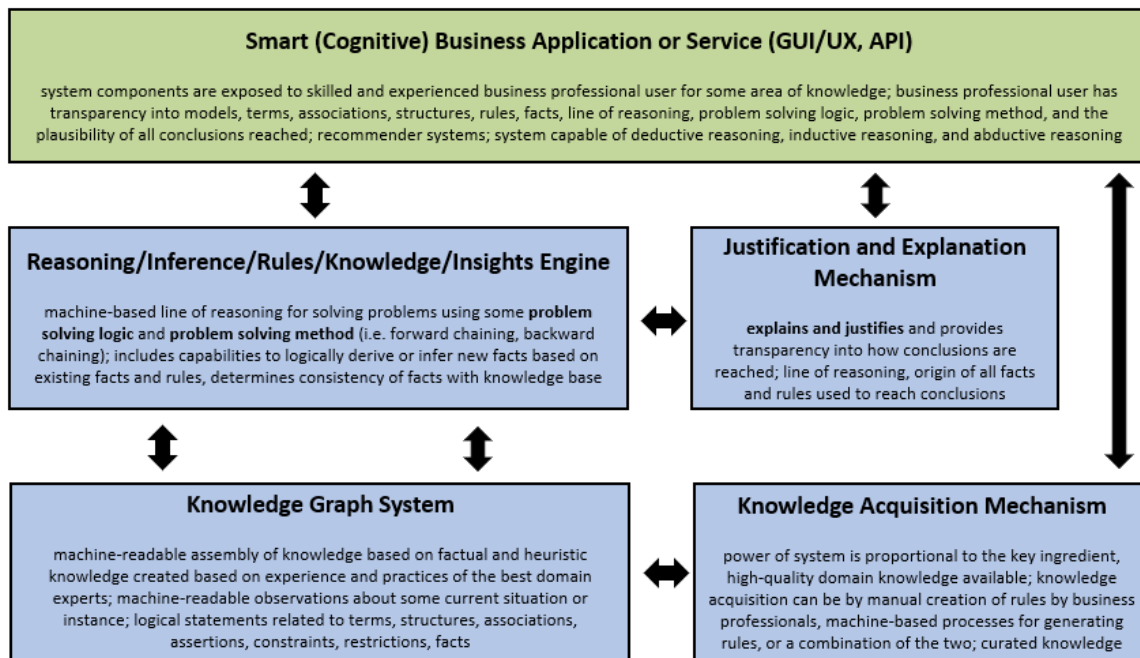 Smart (Cognitive) Business Application or Service (GUI/UX, API)
system components are exposed to skilled and experienced business professional user for some area of knowledge; business professional user has
transparency into models, terms, associations, structures, rules, facts, line of reasoning, problem solving logic, problem solving method, and the
plausibility of all conclusions reached; recommender systems; system capable of deductive reasoning, inductive reasoning, and abductive reasoning
Reasoning/Inference/Rules/Knowledge/Insights Engine
machine-based line of reasoning for solving problems using some problem
solving logic and problem solving method (i.e. forward chaining, backward
chaining); includes capabilities to logically derive or infer new facts based on
existing facts and rules, determines consistency of facts with knowledge base
Justification and Explanation
Mechanism
explains and justifies and provides
transparency into how conclusions are
reached; line of reasoning, origin of all facts
and rules used to reach conclusions
Knowledge Graph System
machine-readable assembly of knowledge based on factual and heuristic
knowledge created based on experience and practices of the best domain
experts; machine-readable observations about some current situation or
instance; logical statements related to terms, structures, associations,
assertions, constraints, restrictions, facts
Knowledge Acquisition Mechanism
power of system is proportional to the key ingredient,
high-quality domain knowledge available; knowledge
acquisition can be by manual creation of rules by business
professionals, machine-based processes for generating
rules, or a combination of the two; curated knowledge